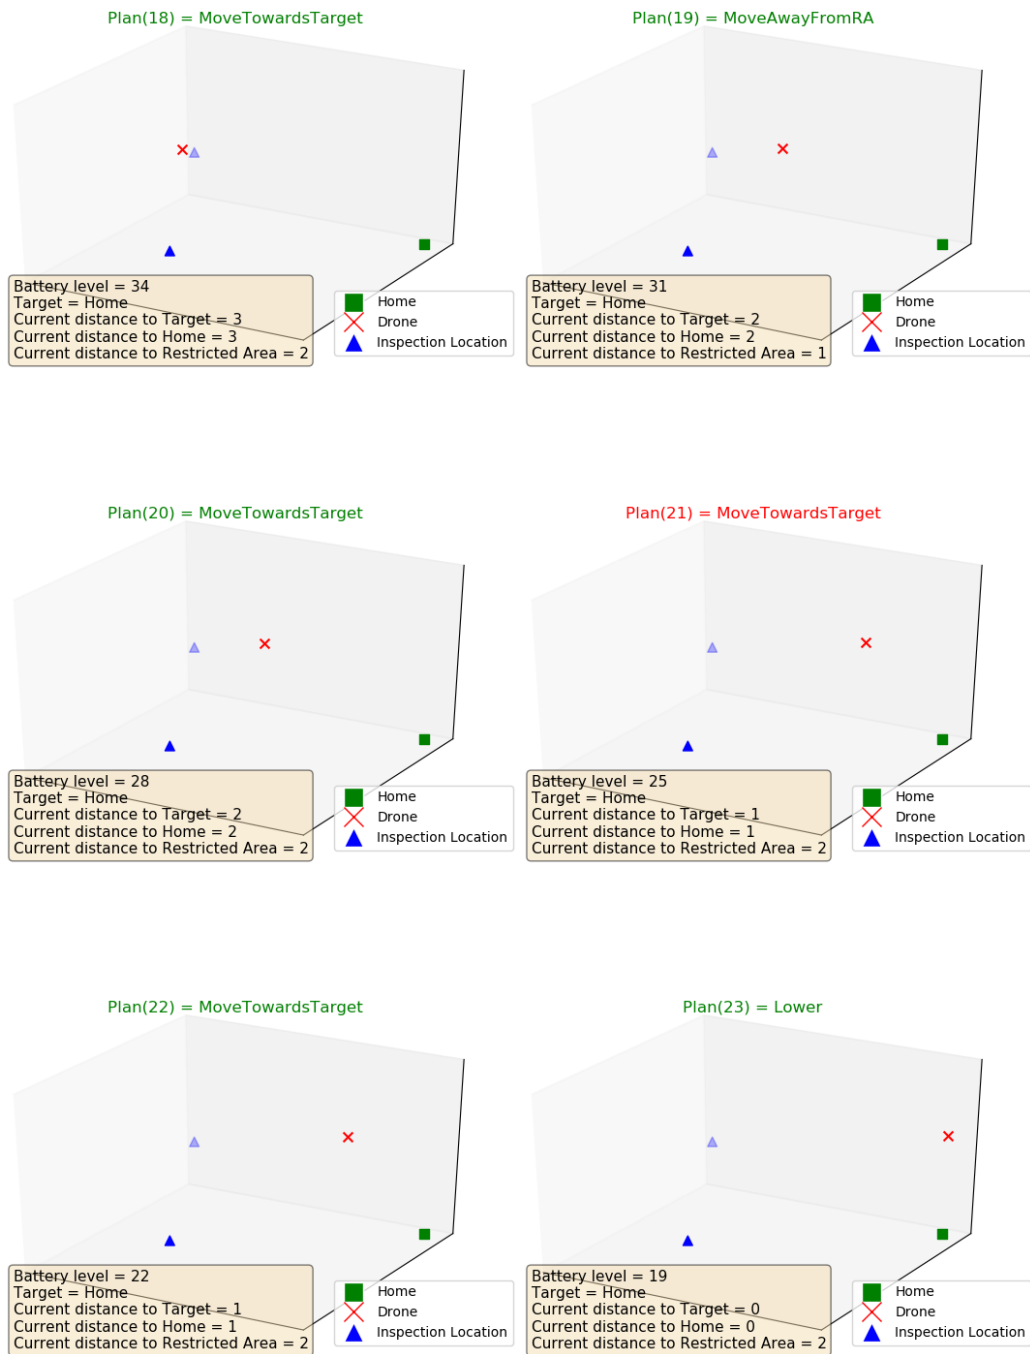 Plan(18) = MoveTowardsTarget
Battery level = 34
Target = Home
Current distance to Target = 3
Current distance to Home = 3
Current distance to Restricted Area = 2
Home
Drone
Inspection Location
Plan(19) = MoveAwayFromRA
Battery level = 31
Target = Home
Current distance to Target = 2
Current distance to Home = 2
Current distance to Restricted Area = 1
Home
Drone
Inspection Location
Plan(20) = MoveTowardsTarget
Battery level = 28
Target = Home
Current distance to Target = 2
Current distance to Home = 2
Current distance to Restricted Area = 2
Home
Drone
Inspection Location
Plan(21) = MoveTowardsTarget
Battery level = 25
Target = Home
Current distance to Target = 1
Current distance to Home = 1
Current distance to Restricted Area = 2
Home
Drone
Inspection Location
Plan(22) = MoveTowardsTarget
Battery level = 22
Target = Home
Current distance to Target = 1
Current distance to Home = 1
Current distance to Restricted Area = 2
Home
Drone
Inspection Location
Plan(23) = Lower
Battery level = 19
Target = Home
Current distance to Target = 0
Current distance to Home = 0
Current distance to Restricted Area = 2
Home
Drone
Inspection Location